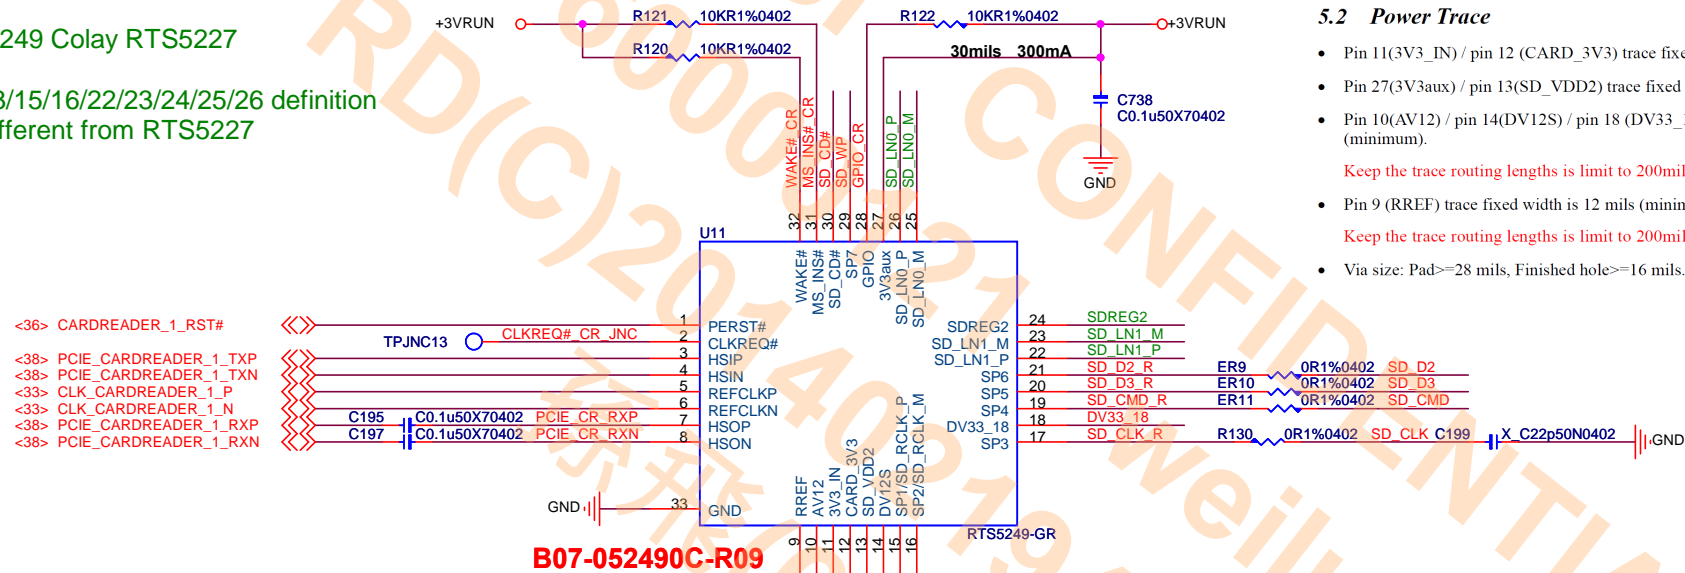 249 Colay RTS5227
3/15/16/22/23/24/25/26 definition
fferent from RTS5227
+3VRUN
R121 10KR1%0402
R120 10KR1%0402
R122 10KR1%0402
+3VRUN
30mils 300mA
C738
C0.1u50X70402
GND
5.2 Power Trace
• Pin 11(3V3_IN) / pin 12 (CARD_3V3) trace fixe
• Pin 27(3V3aux) / pin 13(SD_VDD2) trace fixed
• Pin 10(AV12) / pin 14(DV12S) / pin 18 (DV33_
(minimum).
Keep the trace routing lengths is limit to 200mil
• Pin 9 (RREF) trace fixed width is 12 mils (minin
Keep the trace routing lengths is limit to 200mil
• Via size: Pad>=28 mils, Finished hole>=16 mils.
WAKE#_CR
MS_INS#_CR
SD_CD#
SD_WP
GPIO_CR
SD_LN0_P
SD_LN0_M
32
31
30
29
28
27
26
25
U11
WAKE#
MS_INS#
SD_CD#
SP7
GPIO
3V3aux
SD_LN0_P
SD_LN0_M
<36> CARDREADER_1_RST#
TPJNC13
CLKREQ#_CR_JNC
<38> PCIE_CARDREADER_1_TXP
<38> PCIE_CARDREADER_1_TXN
<33> CLK_CARDREADER_1_P
<33> CLK_CARDREADER_1_N
<38> PCIE_CARDREADER_1_RXP
<38> PCIE_CARDREADER_1_RXN
C195 C0.1u50X70402 PCIE_CR_RXP
C197 C0.1u50X70402 PCIE_CR_RXN
1 PERST#
2 CLKREQ#
3 HSIP
4 HSIN
5 REFCLKP
6 REFCLKN
7 HSOP
8 HSON
GND 33 GND
SDREG2 24 SDREG2
SD_LN1_M 23 SD_LN1_M
SD_LN1_P 22 SD_LN1_P
SP6 21 SD_D2_R ER9 0R1%0402 SD_D2
SP5 20 SD_D3_R ER10 0R1%0402 SD_D3
SP4 19 SD_CMD_R ER11 0R1%0402 SD_CMD
DV33_18 18 DV33_18
SP3 17 SD_CLK_R R130 0R1%0402 SD_CLK C199 X_C22p50N0402 GND
RREF
AV12
3V3_IN
CARD_3V3
SD_VDD2
DV12S
SP1/SD_RCLK_P
SP2/SD_RCLK_M
9
10
11
12
13
14
15
16
RTS5249-GR
B07-052490C-R09
CONFIDENTIA
weili